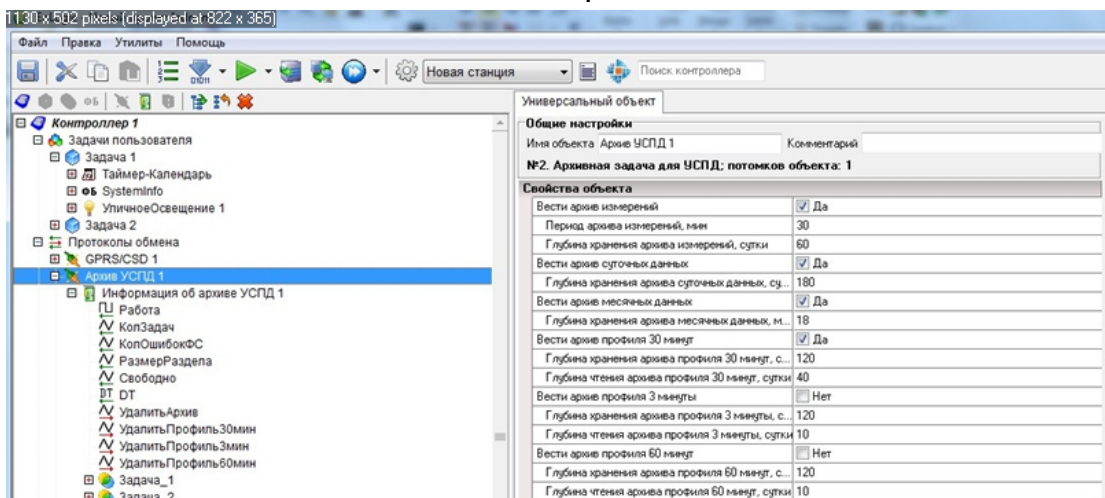 1130 x 502 pixels (displayed at 822 x 365)
Файл Правка Утилиты Помощь
Новая станция
Поиск контроллера
Контроллер 1
Задачи пользователя
Задача 1
Таймер-Календарь
SystemInfo
УличноеОсвещение 1
Задача 2
Протоколы обмена
GPRS/CSD 1
Архив УСПД 1
Информация об архиве УСПД 1
Работа
КолЗадач
КолОшибокФС
РазмерРаздела
Свободно
DT DT
УдалитьАрхив
УдалитьПрофиль30мин
УдалитьПрофиль3мин
УдалитьПрофиль60мин
Задача_1
Задача_2
Универсальный объект
Общие настройки
Имя объекта Архив УСПД 1 Комментарий
№2. Архивная задача для УСПД; потомков объекта: 1
Свойства объекта
Вести архив измерений Да
Период архива измерений, мин 30
Глубина хранения архива измерений, сутки 60
Вести архив суточных данных Да
Глубина хранения архива суточных данных, су... 180
Вести архив месячных данных Да
Глубина хранения архива месячных данных, м... 18
Вести архив профиля 30 минут Да
Глубина хранения архива профиля 30 минут, с... 120
Глубина чтения архива профиля 30 минут, сутки 40
Вести архив профиля 3 минуты Нет
Глубина хранения архива профиля 3 минуты, с... 120
Глубина чтения архива профиля 3 минуты, сутки 10
Вести архив профиля 60 минут Нет
Глубина хранения архива профиля 60 минут, с... 120
Глубина чтения архива профиля 60 минут, сутки 10